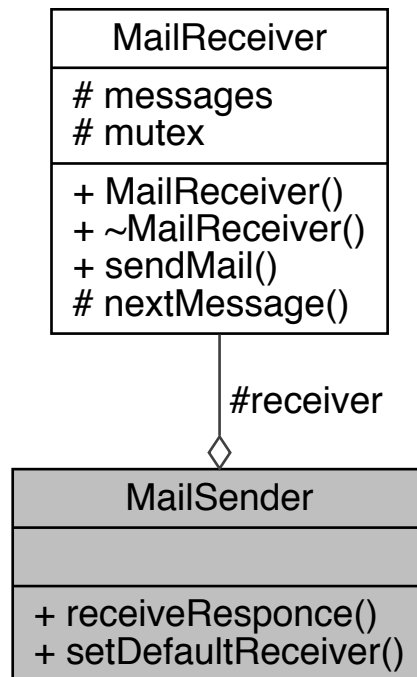 MailReceiver
# messages
# mutex
+ MailReceiver()
+ ~MailReceiver()
+ sendMail()
# nextMessage()
#receiver
MailSender
+ receiveResponce()
+ setDefaultReceiver()